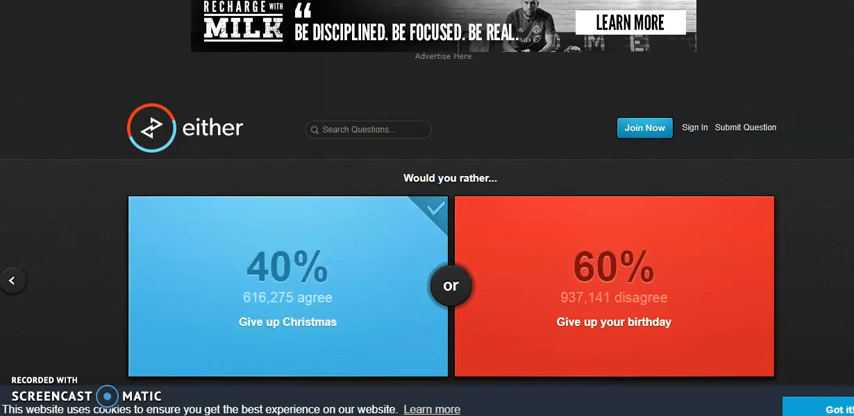 RECHARGE WITH
MILK
“
BE DISCIPLINED. BE FOCUSED. BE REAL.
LEARN MORE
Advertise Here
either
Search Questions...
Join Now
Sign In
Submit Question
Would you rather...
40%
616,275 agree
Give up Christmas
or
60%
937,141 disagree
Give up your birthday
RECORDED WITH
SCREENCAST MATIC
This website uses cookies to ensure you get the best experience on our website. Learn more
Got it!